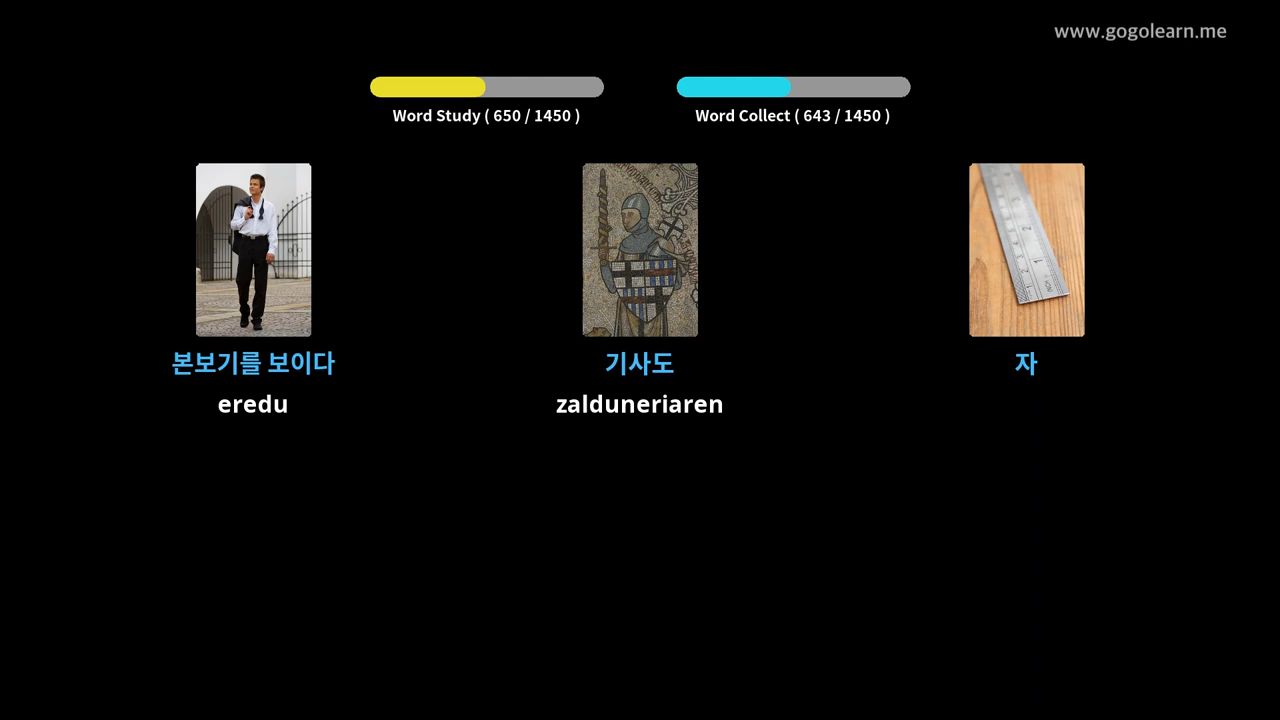 www.gogolearn.me
Word Study ( 650 / 1450 )
Word Collect ( 643 / 1450 )
본보기를 보이다
eredu
기사도
zalduneriaren
자